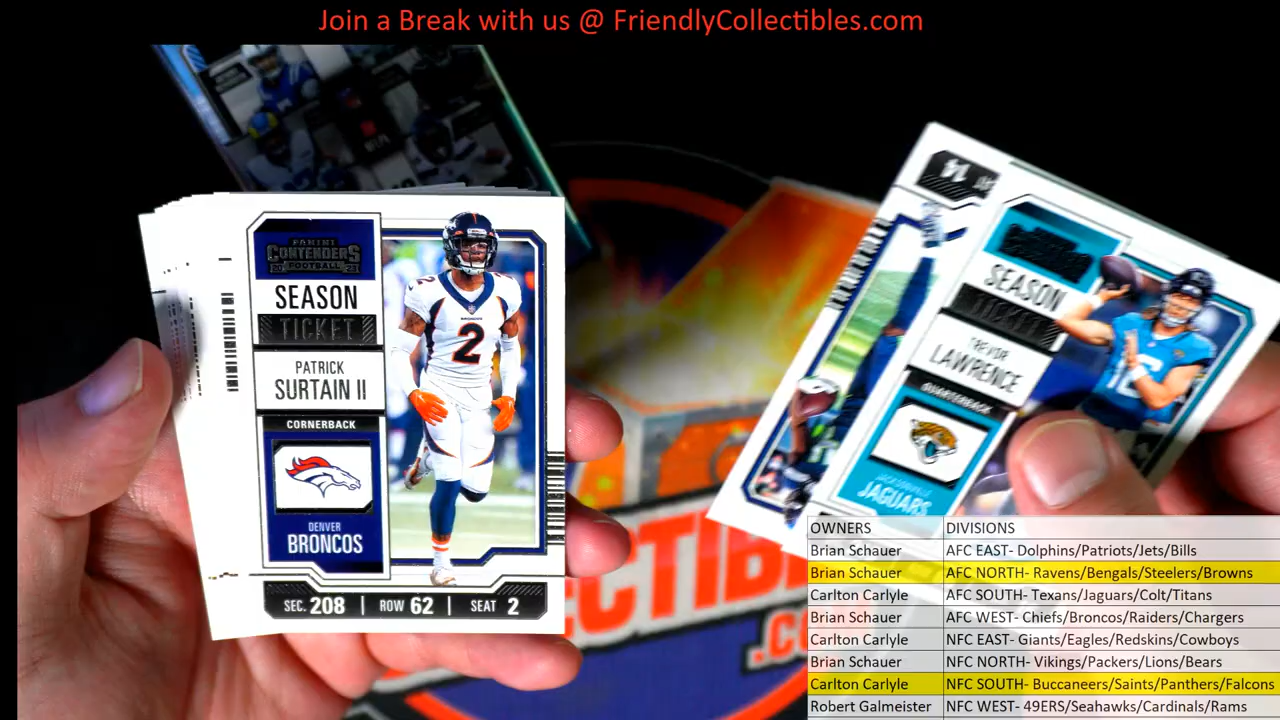 Join a Break with us @ FriendlyCollectibles.com
PANINI
CONTENDERS
FOOTBALL
SEASON
TICKET
PATRICK
SURTAIN II
CORNERBACK
DENVER
BRONCOS
SEC. 208 | ROW 62 | SEAT 2
2
SEASON
TICKET
TREVOR
LAWRENCE
QUARTERBACK
JACKSONVILLE
JAGUARS
OWNERS DIVISIONS
Brian Schauer AFC EAST- Dolphins/Patriots/Jets/Bills
Brian Schauer AFC NORTH- Ravens/Bengals/Steelers/Browns
Carlton Carlyle AFC SOUTH- Texans/Jaguars/Colt/Titans
Brian Schauer AFC WEST- Chiefs/Broncos/Raiders/Chargers
Carlton Carlyle NFC EAST- Giants/Eagles/Redskins/Cowboys
Brian Schauer NFC NORTH- Vikings/Packers/Lions/Bears
Carlton Carlyle NFC SOUTH- Buccaneers/Saints/Panthers/Falcons
Robert Galmeister NFC WEST- 49ERS/Seahawks/Cardinals/Rams